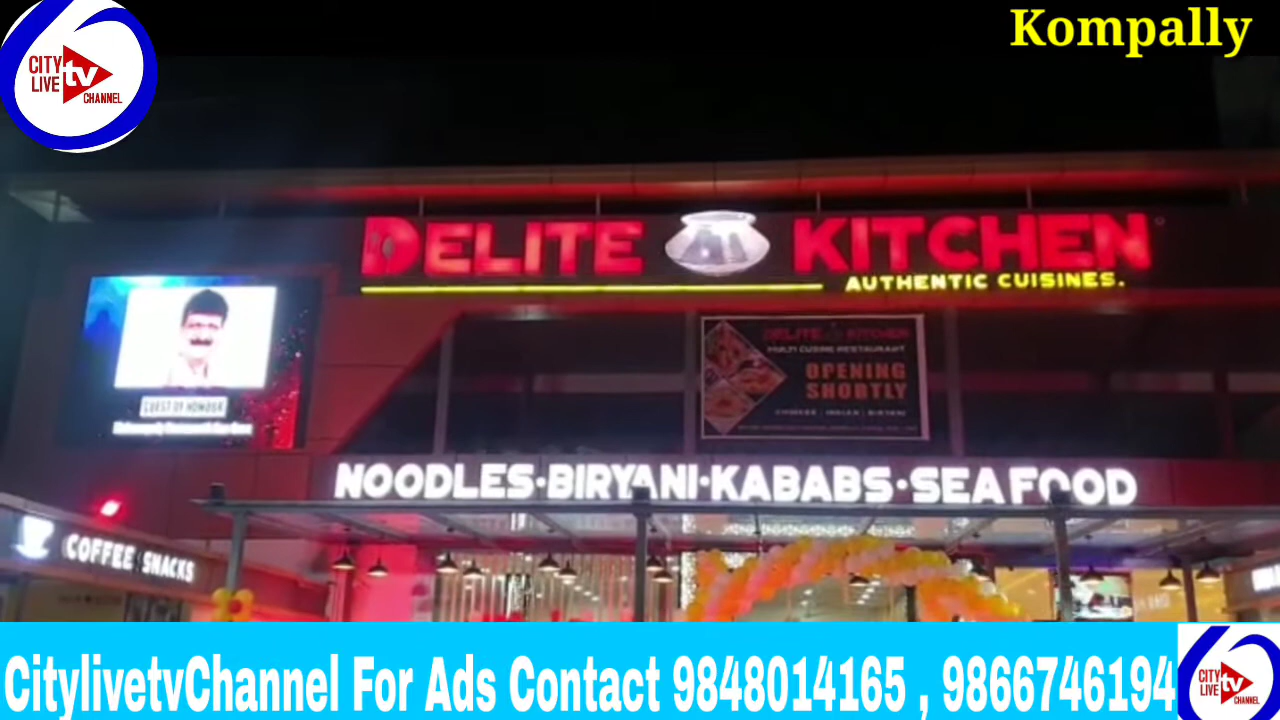 Kompally
CITY
LIVE
tv
CHANNEL
DELITE KITCHEN
AUTHENTIC CUISINES.
DELITE KITCHEN
MULTI CUISINE RESTAURANT
OPENING
SHORTLY
GUEST OF HONOUR
NOODLES·BIRYANI·KABABS·SEAFOOD
COFFEE SNACKS
CitylivetvChannel For Ads Contact 9848014165 , 9866746194
CITY
LIVE
tv
CHANNEL